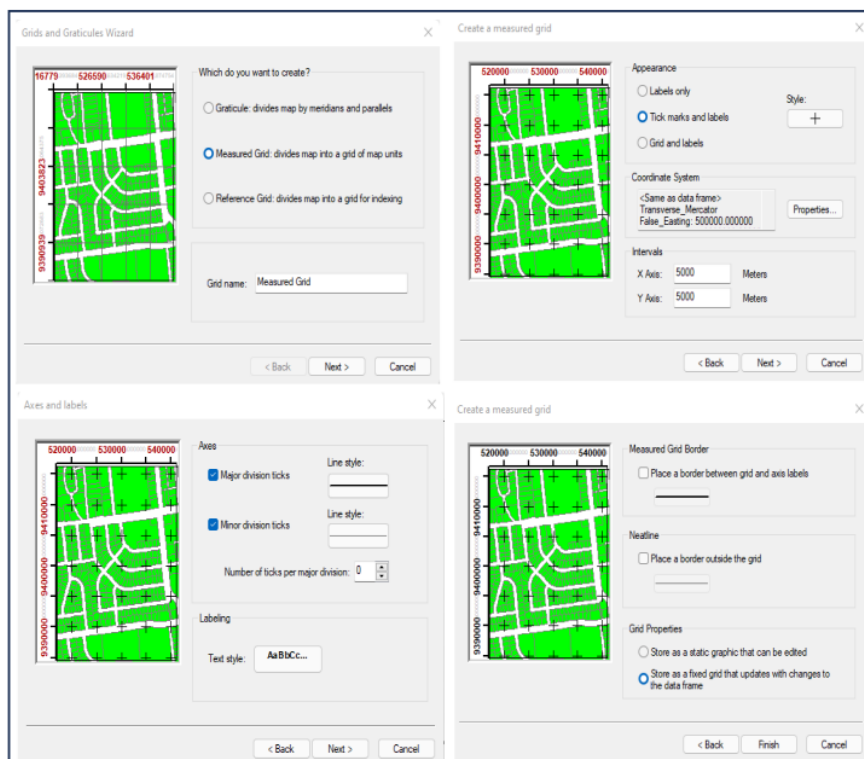 Grids and Graticules Wizard
16779 526590 536401
9403823
9390939
Which do you want to create?
Graticule: divides map by meridians and parallels
Measured Grid: divides map into a grid of map units
Reference Grid: divides map into a grid for indexing
Grid name: Measured Grid
< Back Next > Cancel
Create a measured grid
520000 530000 540000
9410000
9400000
9390000
Appearance
Labels only
Style:
Tick marks and labels
Grid and labels
Coordinate System
<Same as data frame>
Transverse_Mercator
False_Easting: 500000.000000
Properties...
Intervals
X Axis: 5000 Meters
Y Axis: 5000 Meters
< Back Next > Cancel
Axes and labels
520000 530000 540000
9410000
9400000
9390000
Axes
Line style:
Major division ticks
Line style:
Minor division ticks
Number of ticks per major division: 0
Labeling
Text style: AaBbCc...
< Back Next > Cancel
Create a measured grid
520000 530000 540000
9410000
9400000
9390000
Measured Grid Border
Place a border between grid and axis labels
Neatline
Place a border outside the grid
Grid Properties
Store as a static graphic that can be edited
Store as a fixed grid that updates with changes to
the data frame
< Back Finish Cancel